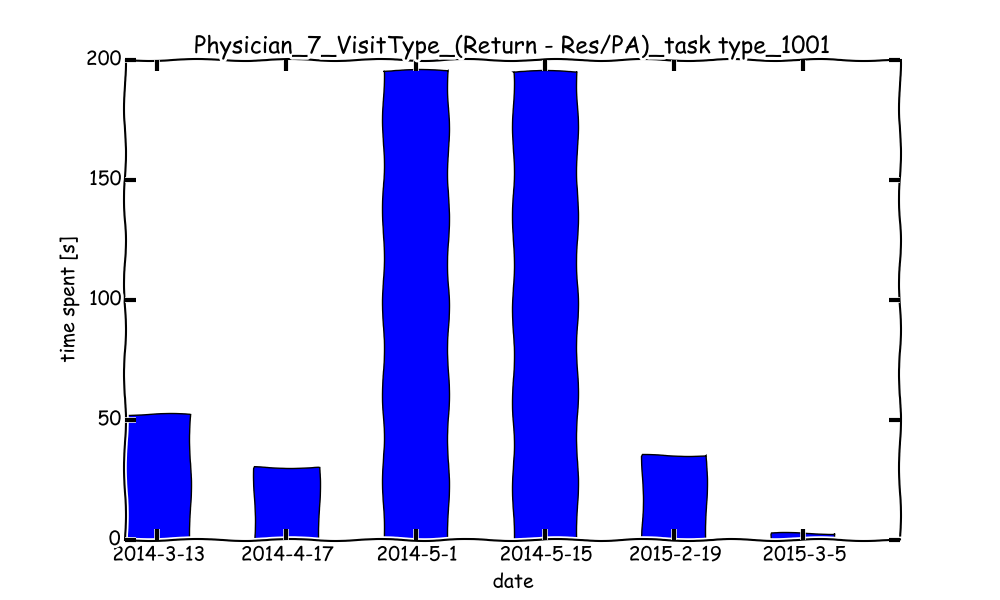 Physician_7_VisitType_(Return - Res/PA)_task type_1001
200
150
100
50
0
time spent [s]
2014-3-13 2014-4-17 2014-5-1 2014-5-15 2015-2-19 2015-3-5
date